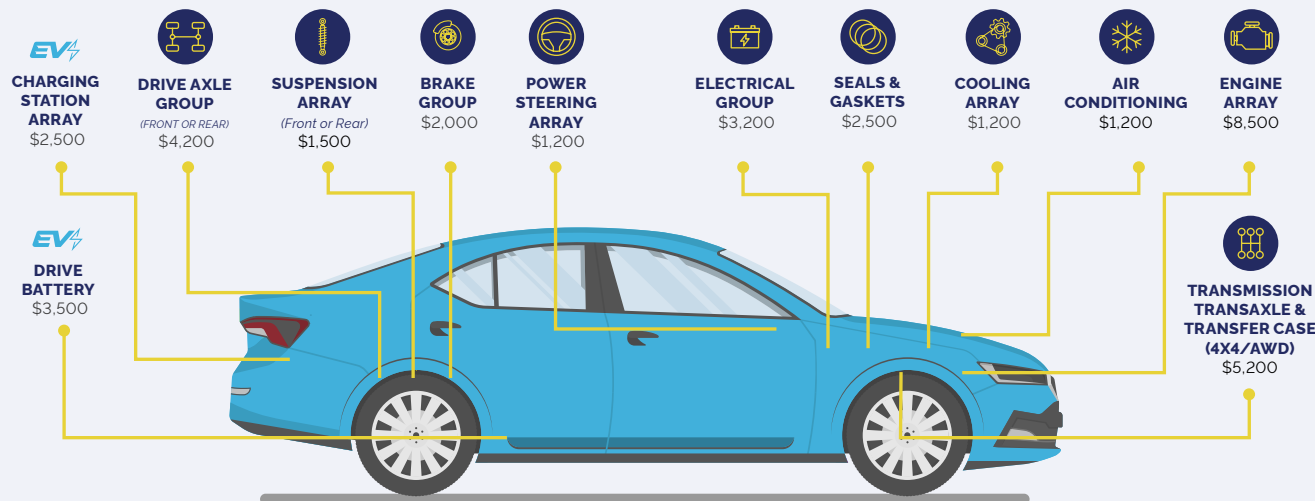 EV
CHARGING
STATION
ARRAY
$2,500
DRIVE AXLE
GROUP
(FRONT OR REAR)
$4,200
SUSPENSION
ARRAY
(Front or Rear)
$1,500
BRAKE
GROUP
$2,000
POWER
STEERING
ARRAY
$1,200
ELECTRICAL
GROUP
$3,200
SEALS &
GASKETS
$2,500
COOLING
ARRAY
$1,200
AIR
CONDITIONING
$1,200
ENGINE
ARRAY
$8,500
EV
DRIVE
BATTERY
$3,500
TRANSMISSION
TRANSAXLE &
TRANSFER CASE
(4X4/AWD)
$5,200